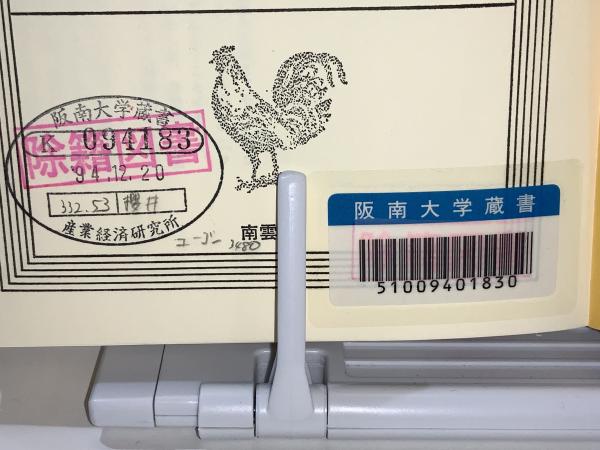 阪南大学蔵書
K 094183
除籍図書
'94.12.20
332.53 櫻井
産業経済研究所
ユーゴー 2480
南雲
阪南大学蔵書
51009401830